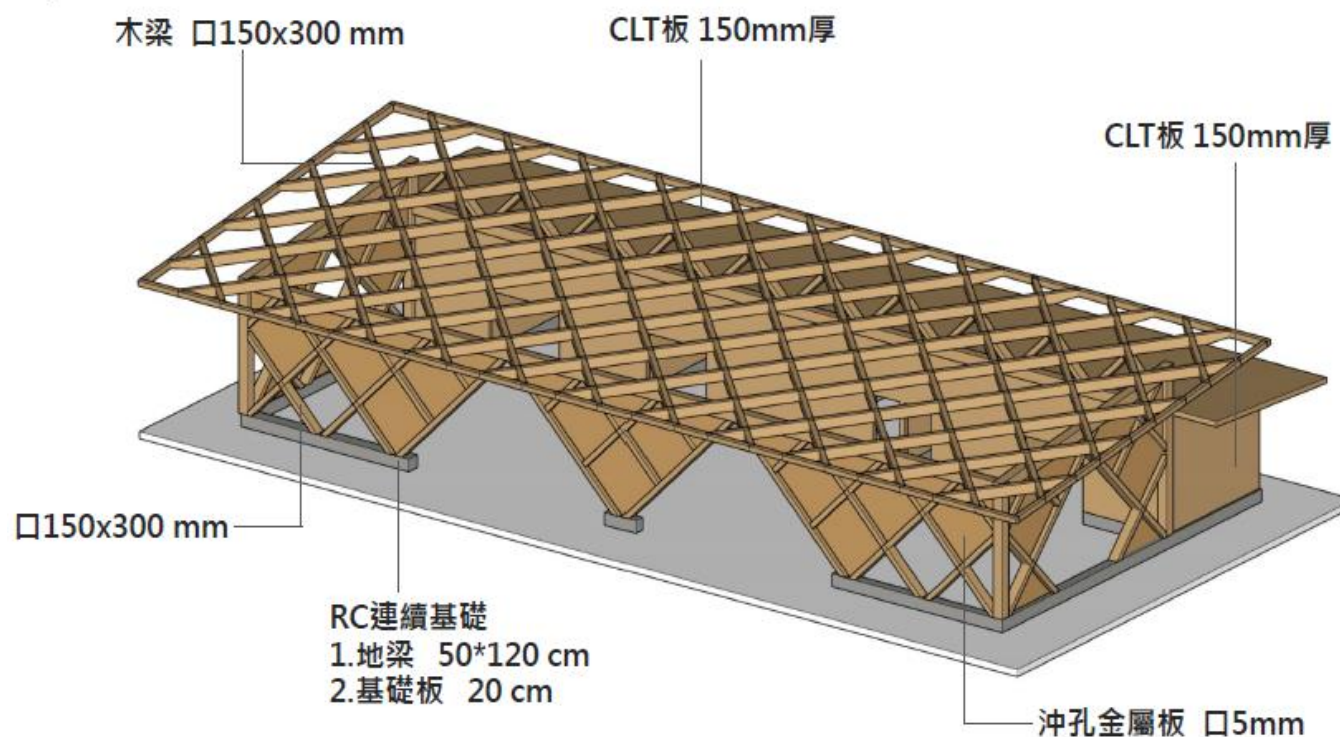 木梁 口150x300 mm
CLT板 150mm厚
CLT板 150mm厚
口150x300 mm
RC連續基礎
1.地梁 50*120 cm
2.基礎板 20 cm
沖孔金屬板 口5mm